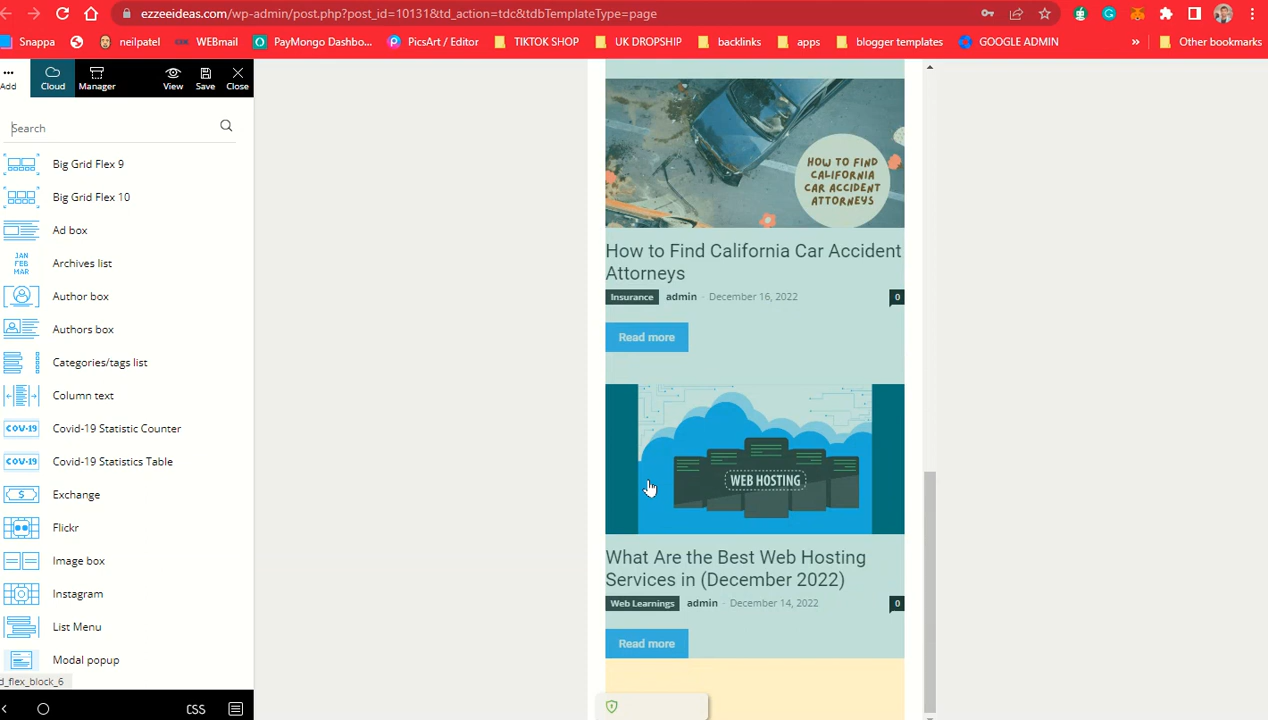 ezzeeideas.com/wp-admin/post.php?post_id=10131&td_action=tdc&tdbTemplateType=page
Snappa
neilpatel
WEBmail
PayMongo Dashbo...
PicsArt / Editor
TIKTOK SHOP
UK DROPSHIP
backlinks
apps
blogger templates
GOOGLE ADMIN
»
Other bookmarks
Add
Cloud
Manager
View
Save
Close
Search
Big Grid Flex 9
Big Grid Flex 10
Ad box
JAN
FEB
MAR
Archives list
Author box
Authors box
Categories/tags list
Column text
COV-19
Covid-19 Statistic Counter
COV-19
Covid-19 Statistics Table
Exchange
Flickr
Image box
Instagram
List Menu
Modal popup
d_flex_block_6
CSS
HOW TO FIND
CALIFORNIA
CAR ACCIDENT
ATTORNEYS
How to Find California Car Accident
Attorneys
Insurance admin - December 16, 2022 0
Read more
WEB HOSTING
What Are the Best Web Hosting
Services in (December 2022)
Web Learnings admin - December 14, 2022 0
Read more